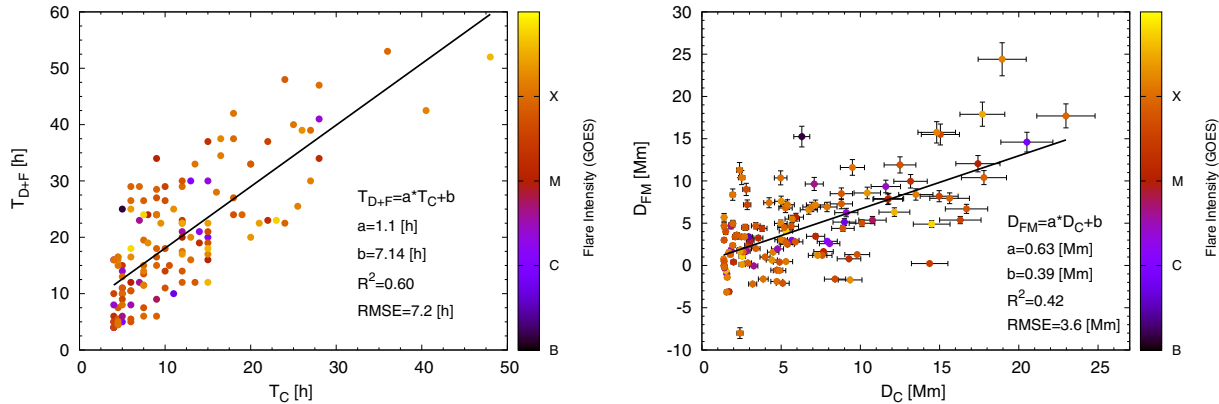 60
50
40
30
20
10
0
T_{D+F} [h]
0 10 20 30 40 50
T_C [h]
T_{D+F}=a*T_C+b
a=1.1 [h]
b=7.14 [h]
R^2=0.60
RMSE=7.2 [h]
X
M
C
B
Flare Intensity (GOES)
30
25
20
15
10
5
0
-5
-10
D_{FM} [Mm]
0 5 10 15 20 25
D_C [Mm]
D_{FM}=a*D_C+b
a=0.63 [Mm]
b=0.39 [Mm]
R^2=0.42
RMSE=3.6 [Mm]
X
M
C
B
Flare Intensity (GOES)